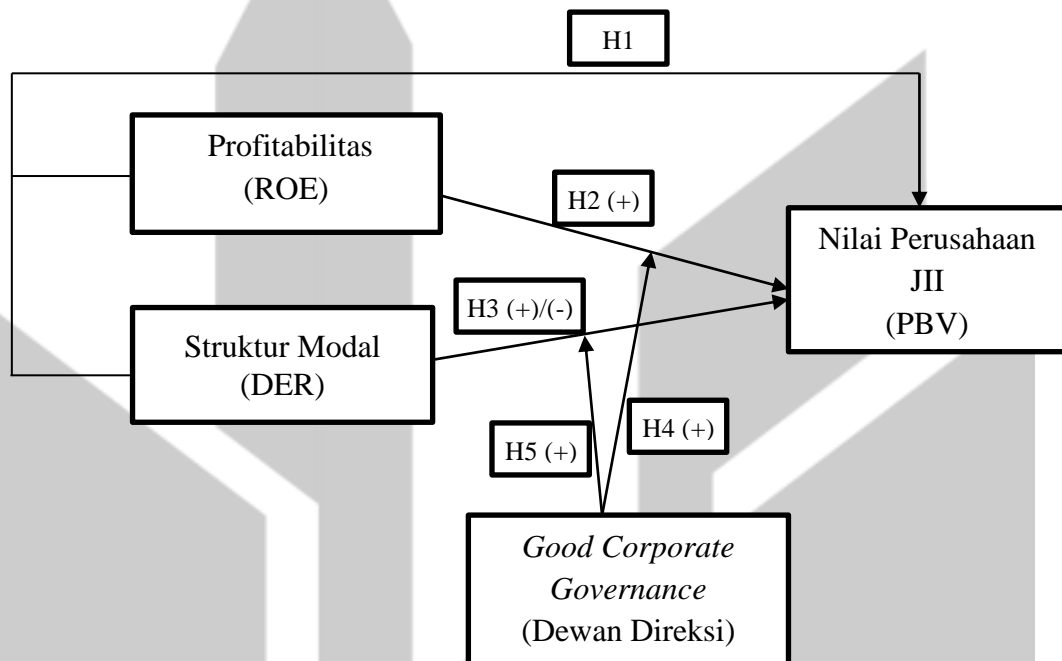 H1
Profitabilitas
(ROE)
H2 (+)
Nilai Perusahaan
JII
(PBV)
H3 (+)/(-)
Struktur Modal
(DER)
H4 (+)
H5 (+)
Good Corporate
Governance
(Dewan Direksi)